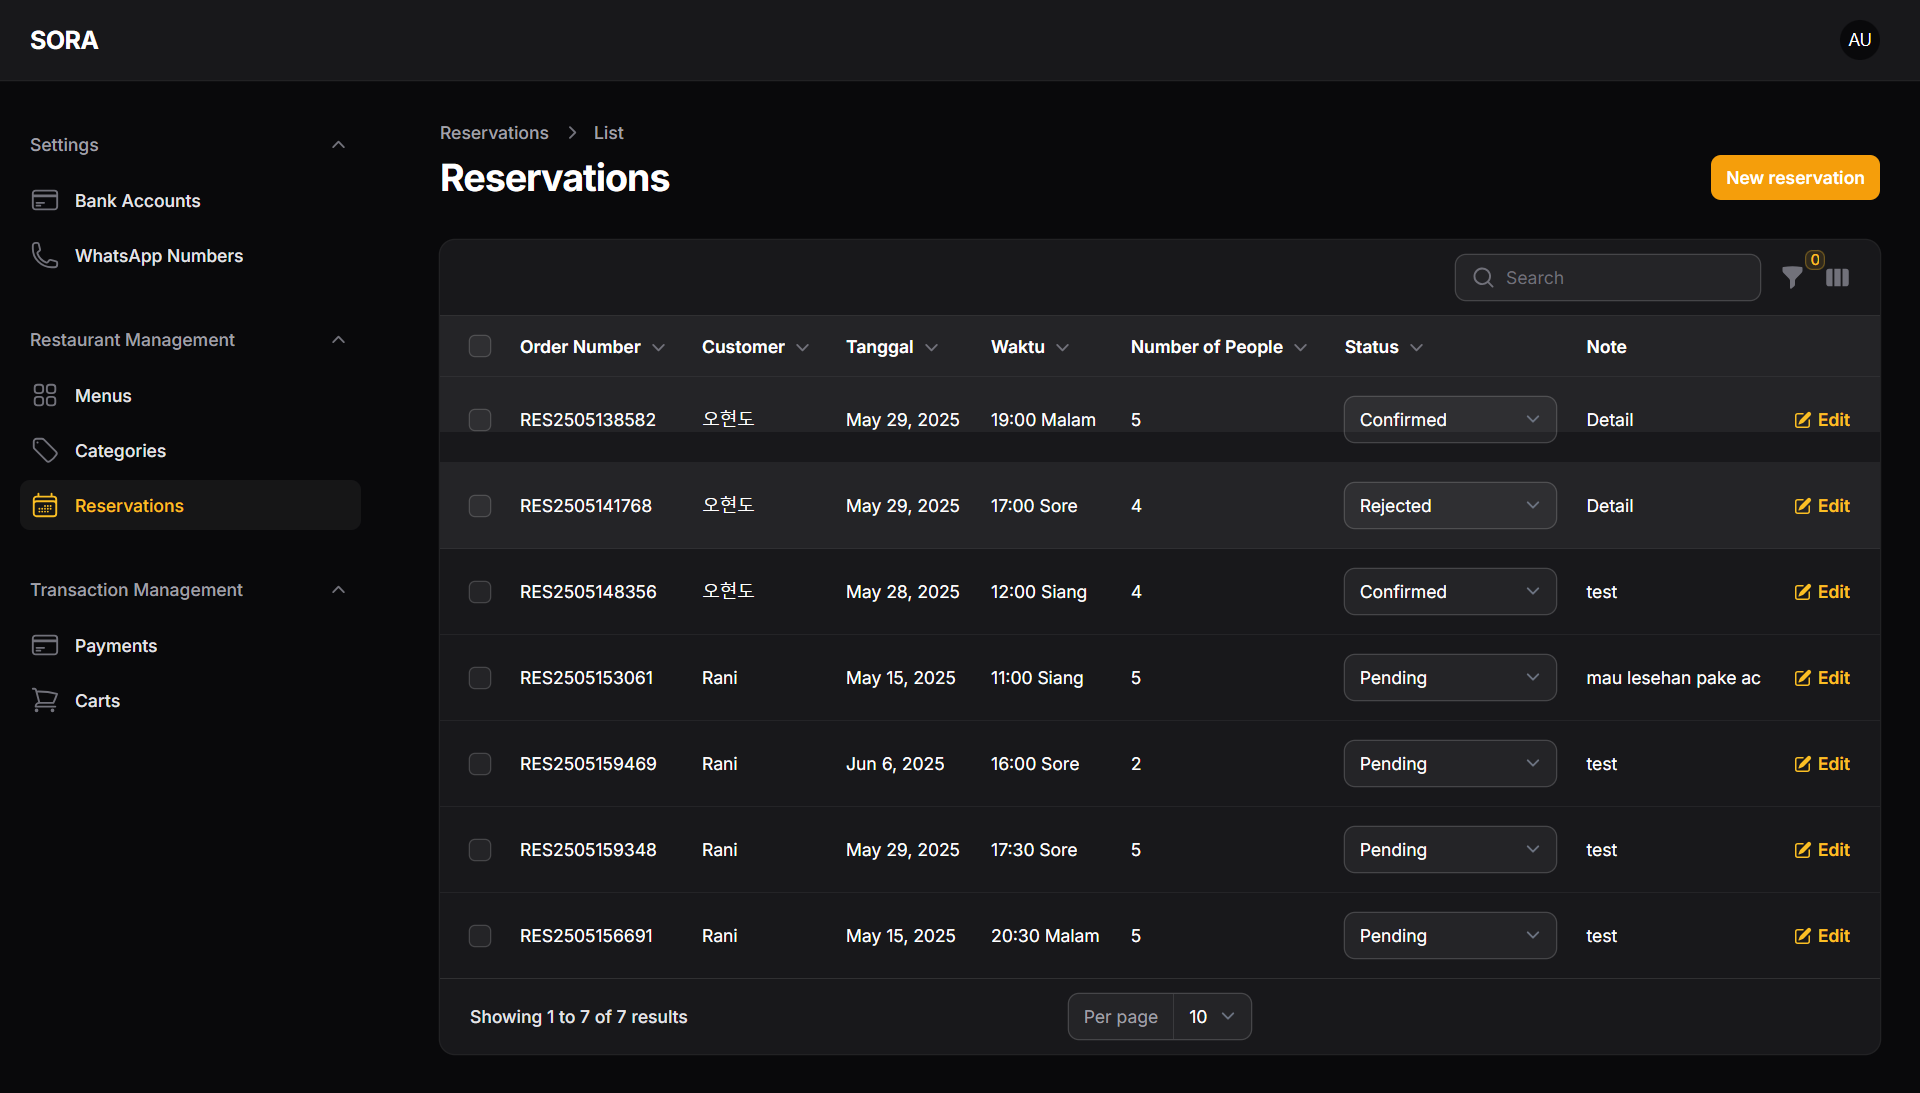 SORA
AU
Settings
Bank Accounts
WhatsApp Numbers
Restaurant Management
Menus
Categories
Reservations
Transaction Management
Payments
Carts
Reservations > List
Reservations
New reservation
Search
0
Order Number Customer Tanggal Waktu Number of People Status Note
RES2505138582 오현도 May 29, 2025 19:00 Malam 5 Confirmed Detail Edit
RES2505141768 오현도 May 29, 2025 17:00 Sore 4 Rejected Detail Edit
RES2505148356 오현도 May 28, 2025 12:00 Siang 4 Confirmed test Edit
RES2505153061 Rani May 15, 2025 11:00 Siang 5 Pending mau lesehan pake ac Edit
RES2505159469 Rani Jun 6, 2025 16:00 Sore 2 Pending test Edit
RES2505159348 Rani May 29, 2025 17:30 Sore 5 Pending test Edit
RES2505156691 Rani May 15, 2025 20:30 Malam 5 Pending test Edit
Showing 1 to 7 of 7 results
Per page 10